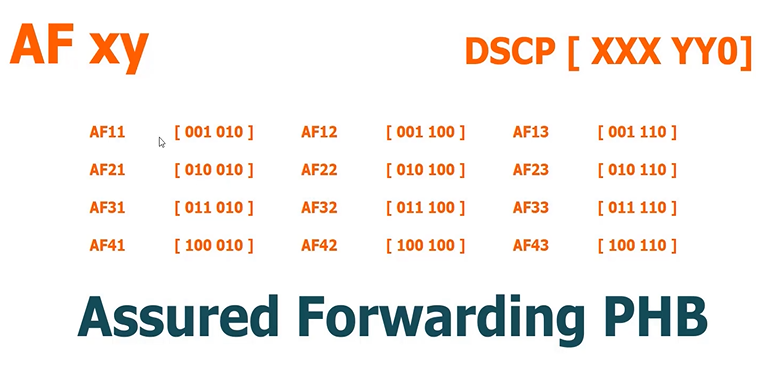 AF xy DSCP [ XXX YY0]
AF11 [ 001 010 ] AF12 [ 001 100 ] AF13 [ 001 110 ]
AF21 [ 010 010 ] AF22 [ 010 100 ] AF23 [ 010 110 ]
AF31 [ 011 010 ] AF32 [ 011 100 ] AF33 [ 011 110 ]
AF41 [ 100 010 ] AF42 [ 100 100 ] AF43 [ 100 110 ]
Assured Forwarding PHB